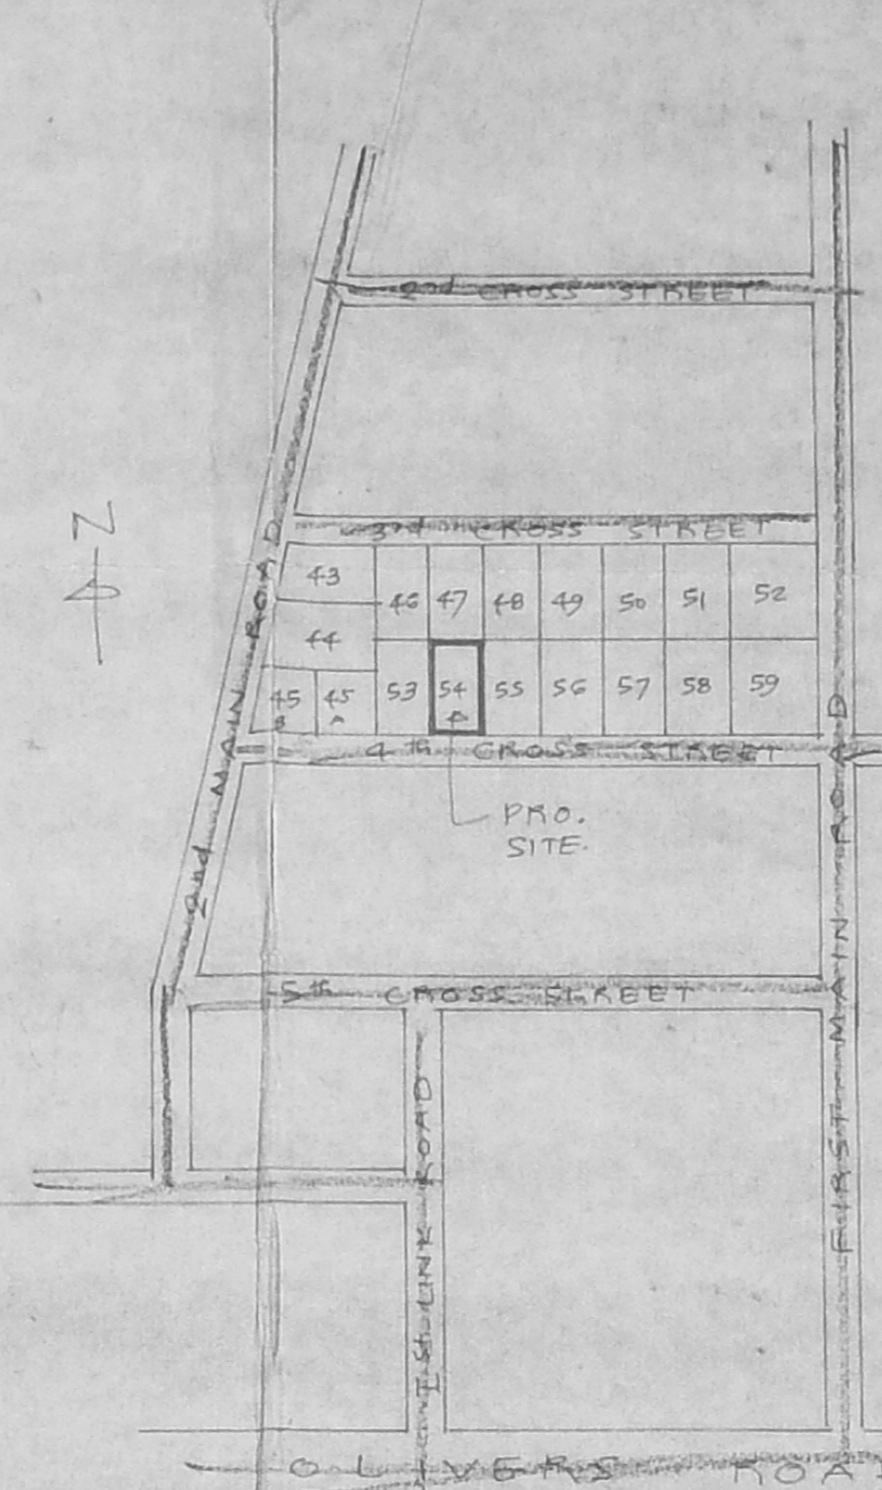 2nd CROSS STREET
N
3rd CROSS STREET
43
46 47 48 49 50 51 52
44
45 B 45 A 53 54 A 55 56 57 58 59
4th CROSS STREET
PRO.
SITE.
2nd MAIN ROAD
FIRST MAIN ROAD
5th CROSS STREET
Ist LINK ROAD
OLIVERS ROA